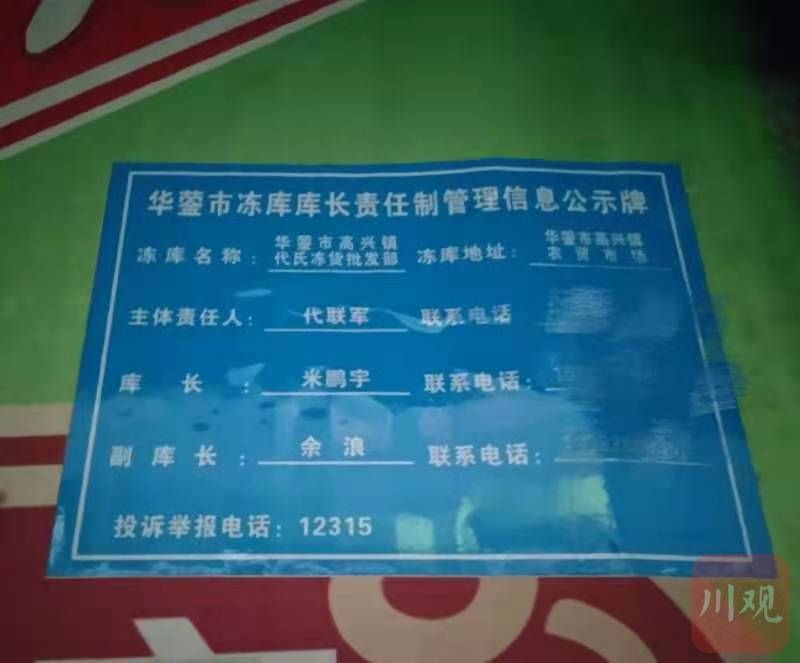 华蓥市冻库库长责任制管理信息公示牌
冻库名称：华蓥市高兴镇代氏冻货批发部 冻库地址：华蓥市高兴镇农贸市场
主体责任人：代联军 联系电话
库长：米鹏宇 联系电话：
副库长：余浪 联系电话：
投诉举报电话：12315
川观